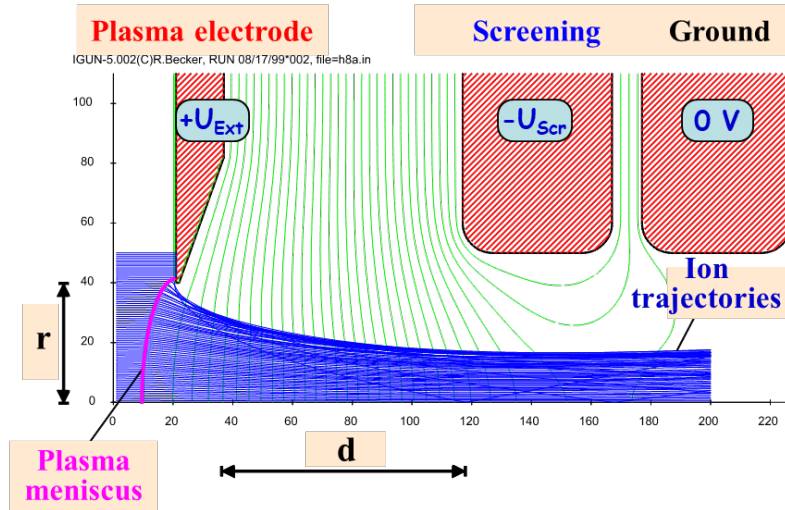 Plasma electrode
Screening
Ground
IGUN-5.002(C)R.Becker, RUN 08/17/99*002, file=h8a.in
+U_Ext
-U_Scr
0 V
100
80
60
40
20
0
r
Ion
trajectories
0
20
40
60
80
100
120
140
160
180
200
220
d
Plasma
meniscus